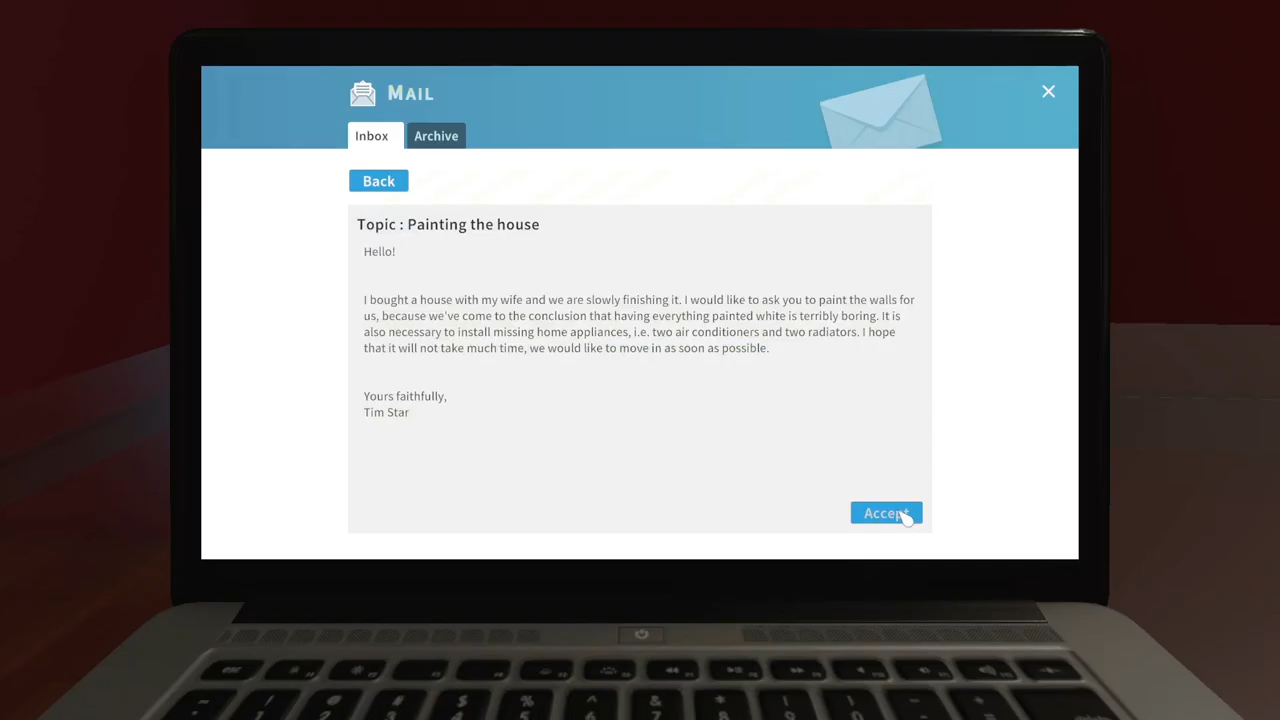 Mail
Inbox
Archive
Back
Topic : Painting the house
Hello!
I bought a house with my wife and we are slowly finishing it. I would like to ask you to paint the walls for
us, because we've come to the conclusion that having everything painted white is terribly boring. It is
also necessary to install missing home appliances, i.e. two air conditioners and two radiators. I hope
that it will not take much time, we would like to move in as soon as possible.
Yours faithfully,
Tim Star
Accept
esc